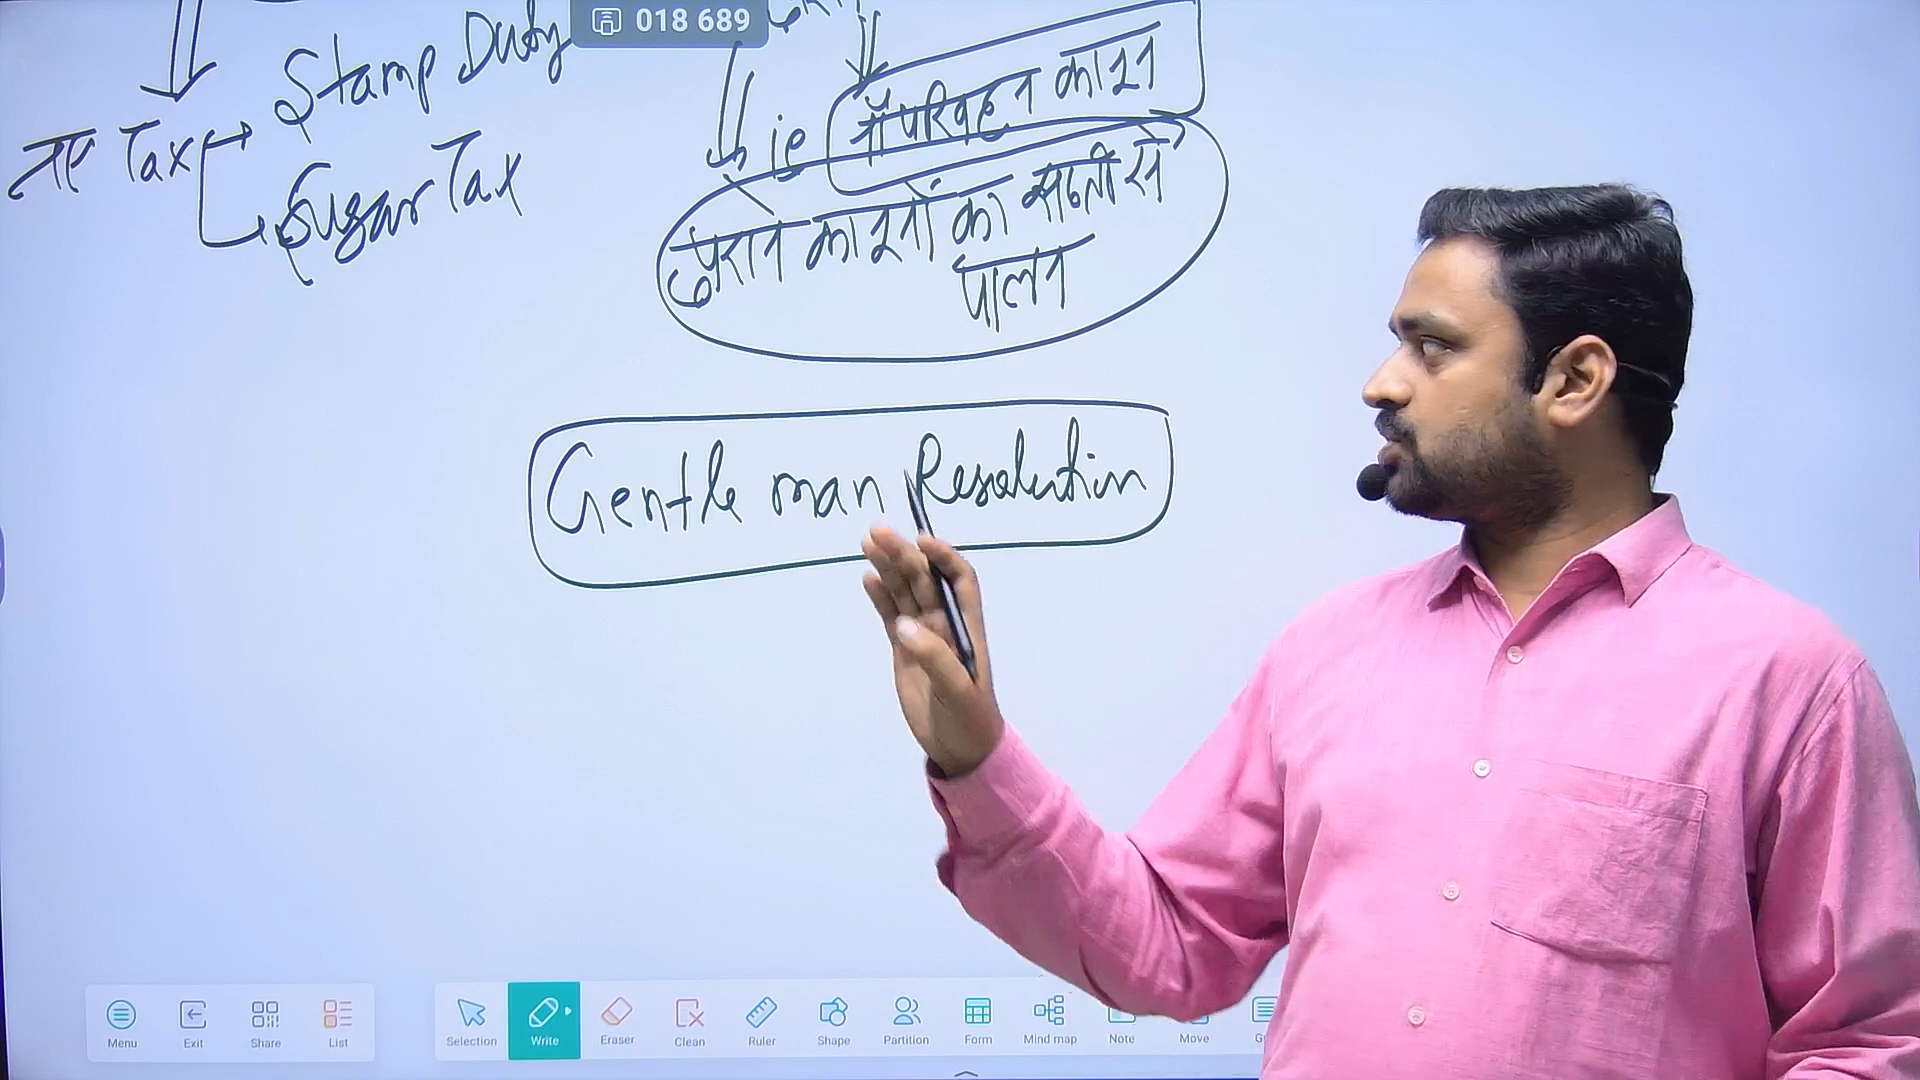 018 689
Stamp Duty
नए Tax
Sugar Tax
ie नौपरिवहन कानून
पुराने कानूनों का सख्ती से
पालन
Gentle man Resolution
Menu Exit Share List Selection Write Eraser Clean Ruler Shape Partition Form Mind map Note Move